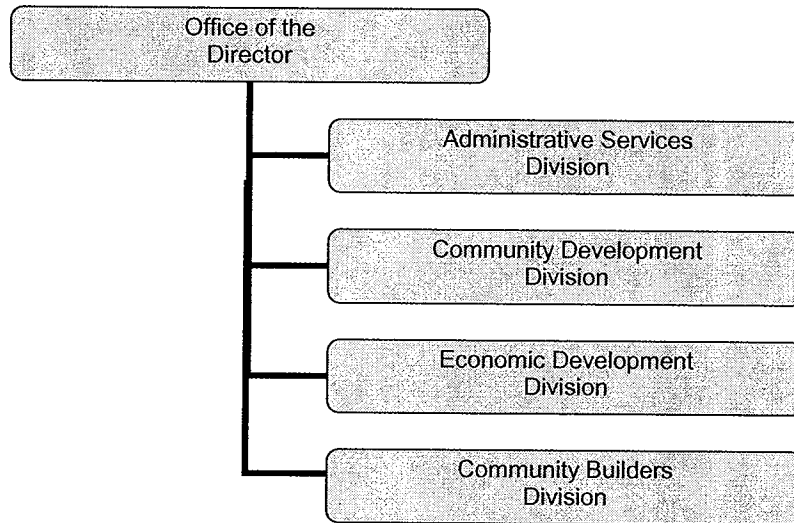 Office of the
Director
Administrative Services
Division
Community Development
Division
Economic Development
Division
Community Builders
Division